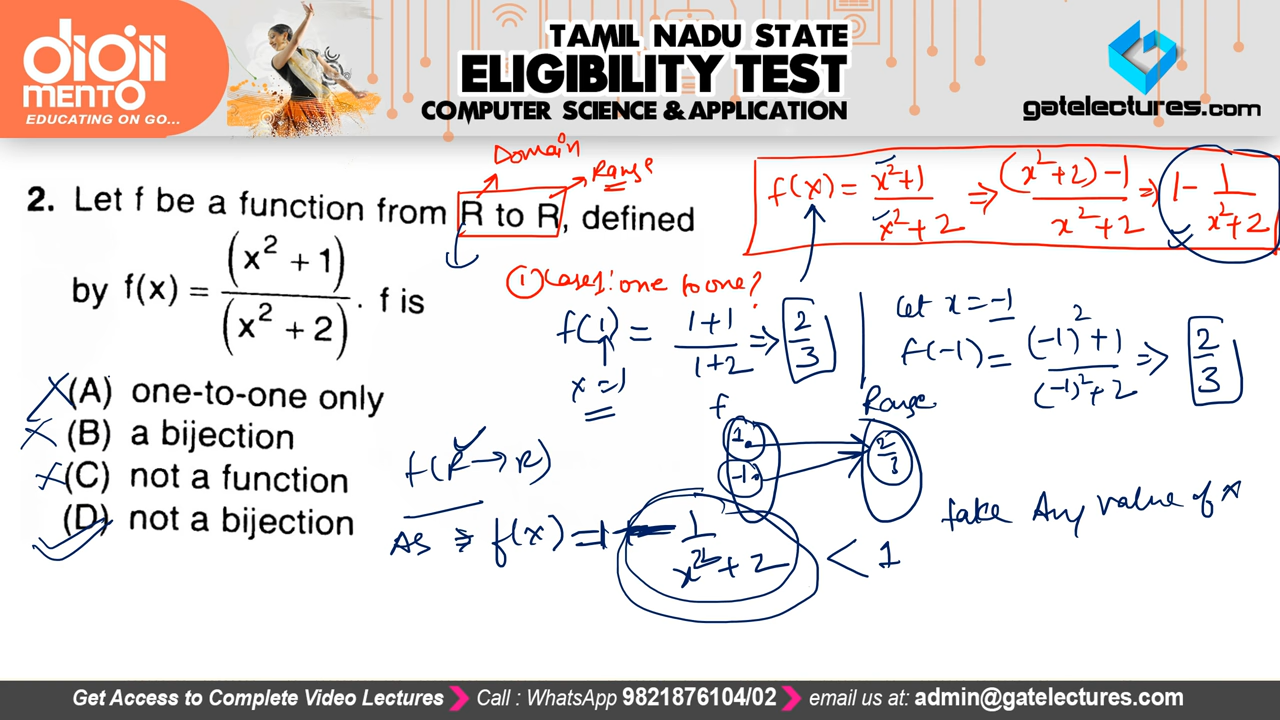 digii
mento
EDUCATING ON GO...
TAMIL NADU STATE
ELIGIBILITY TEST
COMPUTER SCIENCE & APPLICATION
gatelectures.com
Domain
Range
2. Let f be a function from R to R, defined
by f(x) = (x² + 1) / (x² + 2) . f is
(A) one-to-one only
(B) a bijection
(C) not a function
(D) not a bijection
f(x) = x²+1 / x²+2 ⇒ (x²+2)-1 / x²+2 ⇒ 1 - 1 / x²+2
① Case 1: one to one?
f(1) = 1+1 / 1+2 ⇒ 2/3
x = 1
let x = -1
f(-1) = (-1)²+1 / (-1)²+2 ⇒ 2/3
f Range
1
-1
2/3
f(R → R)
As ⇒ f(x) = 1 - 1 / x²+2 < 1
take Any value of x
Get Access to Complete Video Lectures Call : WhatsApp 9821876104/02 email us at: admin@gatelectures.com